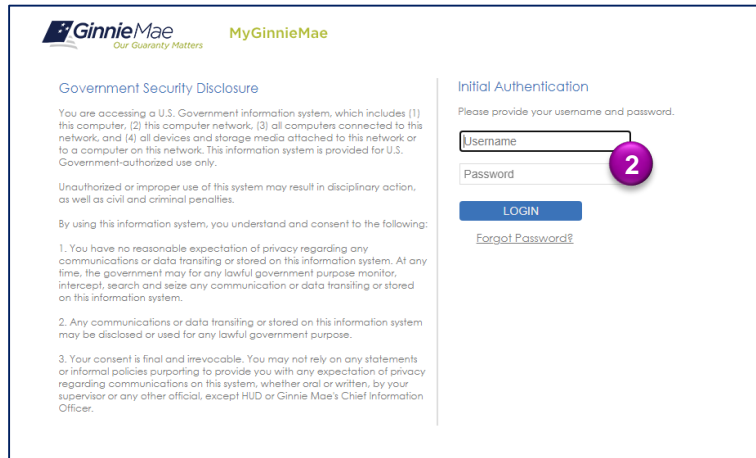 GinnieMae
Our Guaranty Matters
MyGinnieMae
Government Security Disclosure
You are accessing a U.S. Government information system, which includes (1)
this computer, (2) this computer network, (3) all computers connected to this
network, and (4) all devices and storage media attached to this network or
to a computer on this network. This information system is provided for U.S.
Government-authorized use only.
Unauthorized or improper use of this system may result in disciplinary action,
as well as civil and criminal penalties.
By using this information system, you understand and consent to the following:
1. You have no reasonable expectation of privacy regarding any
communications or data transiting or stored on this information system. At any
time, the government may for any lawful government purpose monitor,
intercept, search and seize any communication or data transiting or stored
on this information system.
2. Any communications or data transiting or stored on this information system
may be disclosed or used for any lawful government purpose.
3. Your consent is final and irrevocable. You may not rely on any statements
or informal policies purporting to provide you with any expectation of privacy
regarding communications on this system, whether oral or written, by your
supervisor or any other official, except HUD or Ginnie Mae's Chief Information
Officer.
Initial Authentication
Please provide your username and password.
Username
2
Password
LOGIN
Forgot Password?